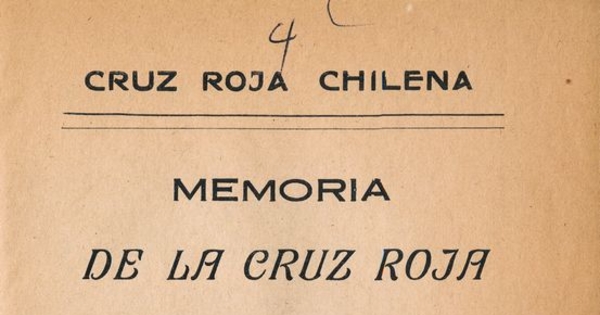 4
CRUZ ROJA CHILENA
MEMORIA
DE LA CRUZ ROJA